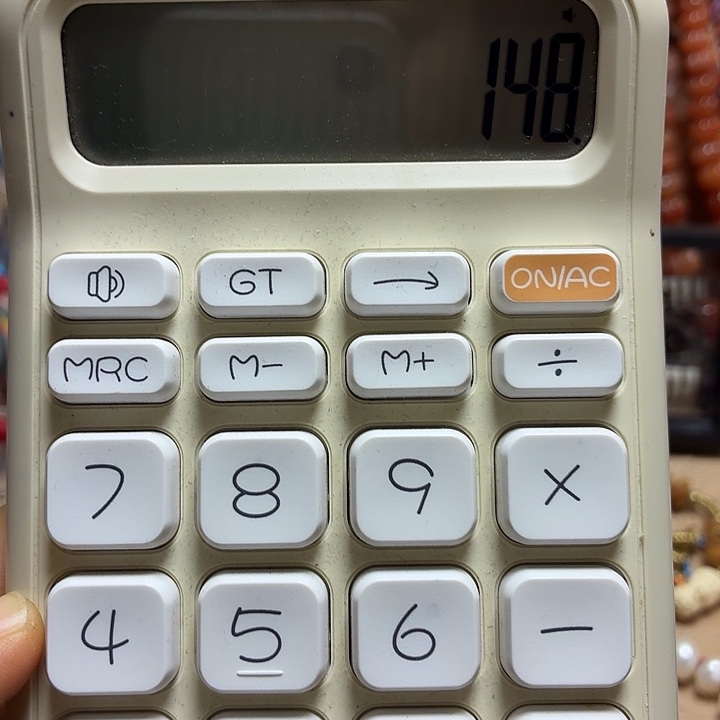 148.
GT → ON/AC
MRC M- M+ ÷
7 8 9 ×
4 5 6 −